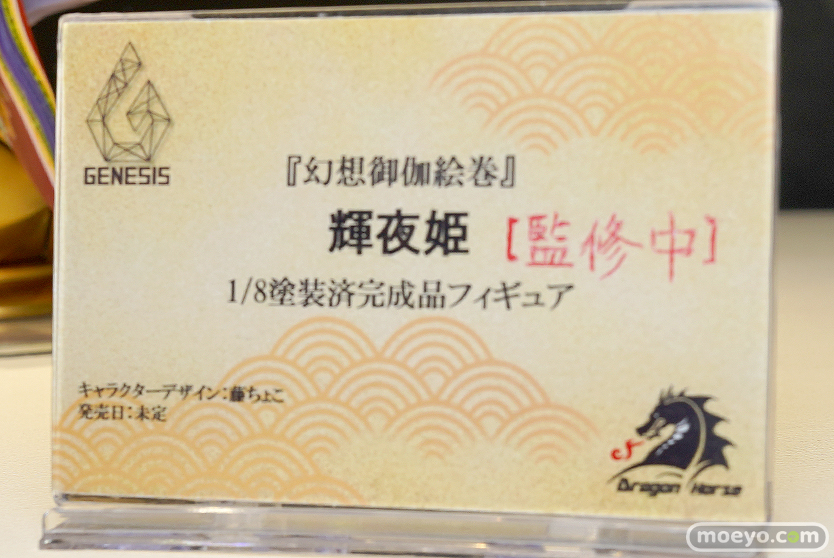 GENESIS
『幻想御伽絵巻』
輝夜姫 [監修中]
1/8塗装済完成品フィギュア
キャラクターデザイン:藤ちょこ
発売日:未定
Dragon Horse
moeyo.com